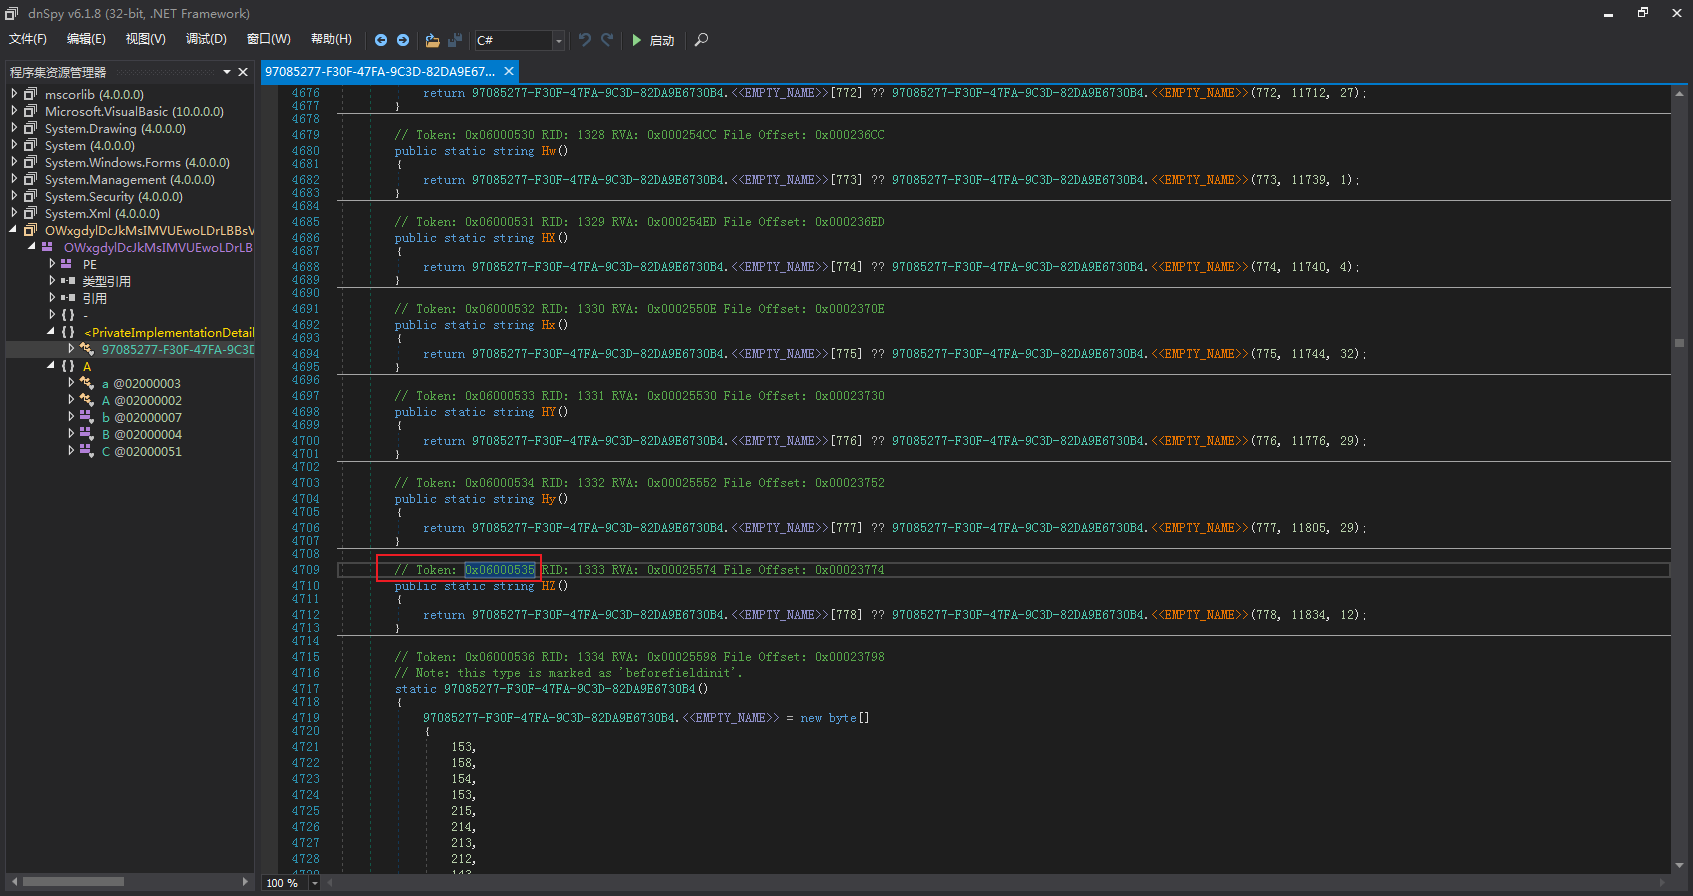 dnSpy v6.1.8 (32-bit, .NET Framework)
文件(F) 编辑(E) 视图(V) 调试(D) 窗口(W) 帮助(H) C# 启动
程序集资源管理器
mscorlib (4.0.0.0)
Microsoft.VisualBasic (10.0.0.0)
System.Drawing (4.0.0.0)
System (4.0.0.0)
System.Windows.Forms (4.0.0.0)
System.Management (4.0.0.0)
System.Security (4.0.0.0)
System.Xml (4.0.0.0)
OWxgdylDcJkMsIMVUEwoLDrLBBsV
OWxgdylDcJkMsIMVUEwoLDrLB
PE
类型引用
引用
{ } -
{ } <PrivateImplementationDetail
97085277-F30F-47FA-9C3D
{ } A
a @02000003
A @02000002
b @02000007
B @02000004
C @02000051
97085277-F30F-47FA-9C3D-82DA9E67...
4676 return 97085277-F30F-47FA-9C3D-82DA9E6730B4.<<EMPTY_NAME>>[772] ?? 97085277-F30F-47FA-9C3D-82DA9E6730B4.<<EMPTY_NAME>>(772, 11712, 27);
4677 }
4678
4679 // Token: 0x06000530 RID: 1328 RVA: 0x000254CC File Offset: 0x000236CC
4680 public static string Hw()
4681 {
4682 return 97085277-F30F-47FA-9C3D-82DA9E6730B4.<<EMPTY_NAME>>[773] ?? 97085277-F30F-47FA-9C3D-82DA9E6730B4.<<EMPTY_NAME>>(773, 11739, 1);
4683 }
4684
4685 // Token: 0x06000531 RID: 1329 RVA: 0x000254ED File Offset: 0x000236ED
4686 public static string HX()
4687 {
4688 return 97085277-F30F-47FA-9C3D-82DA9E6730B4.<<EMPTY_NAME>>[774] ?? 97085277-F30F-47FA-9C3D-82DA9E6730B4.<<EMPTY_NAME>>(774, 11740, 4);
4689 }
4690
4691 // Token: 0x06000532 RID: 1330 RVA: 0x0002550E File Offset: 0x0002370E
4692 public static string Hx()
4693 {
4694 return 97085277-F30F-47FA-9C3D-82DA9E6730B4.<<EMPTY_NAME>>[775] ?? 97085277-F30F-47FA-9C3D-82DA9E6730B4.<<EMPTY_NAME>>(775, 11744, 32);
4695 }
4696
4697 // Token: 0x06000533 RID: 1331 RVA: 0x00025530 File Offset: 0x00023730
4698 public static string HY()
4699 {
4700 return 97085277-F30F-47FA-9C3D-82DA9E6730B4.<<EMPTY_NAME>>[776] ?? 97085277-F30F-47FA-9C3D-82DA9E6730B4.<<EMPTY_NAME>>(776, 11776, 29);
4701 }
4702
4703 // Token: 0x06000534 RID: 1332 RVA: 0x00025552 File Offset: 0x00023752
4704 public static string Hy()
4705 {
4706 return 97085277-F30F-47FA-9C3D-82DA9E6730B4.<<EMPTY_NAME>>[777] ?? 97085277-F30F-47FA-9C3D-82DA9E6730B4.<<EMPTY_NAME>>(777, 11805, 29);
4707 }
4708
4709 // Token: 0x06000535 RID: 1333 RVA: 0x00025574 File Offset: 0x00023774
4710 public static string HZ()
4711 {
4712 return 97085277-F30F-47FA-9C3D-82DA9E6730B4.<<EMPTY_NAME>>[778] ?? 97085277-F30F-47FA-9C3D-82DA9E6730B4.<<EMPTY_NAME>>(778, 11834, 12);
4713 }
4714
4715 // Token: 0x06000536 RID: 1334 RVA: 0x00025598 File Offset: 0x00023798
4716 // Note: this type is marked as 'beforefieldinit'.
4717 static 97085277-F30F-47FA-9C3D-82DA9E6730B4()
4718 {
4719 97085277-F30F-47FA-9C3D-82DA9E6730B4.<<EMPTY_NAME>> = new byte[]
4720 {
4721 153,
4722 158,
4723 154,
4724 153,
4725 215,
4726 214,
4727 213,
4728 212,
100 %